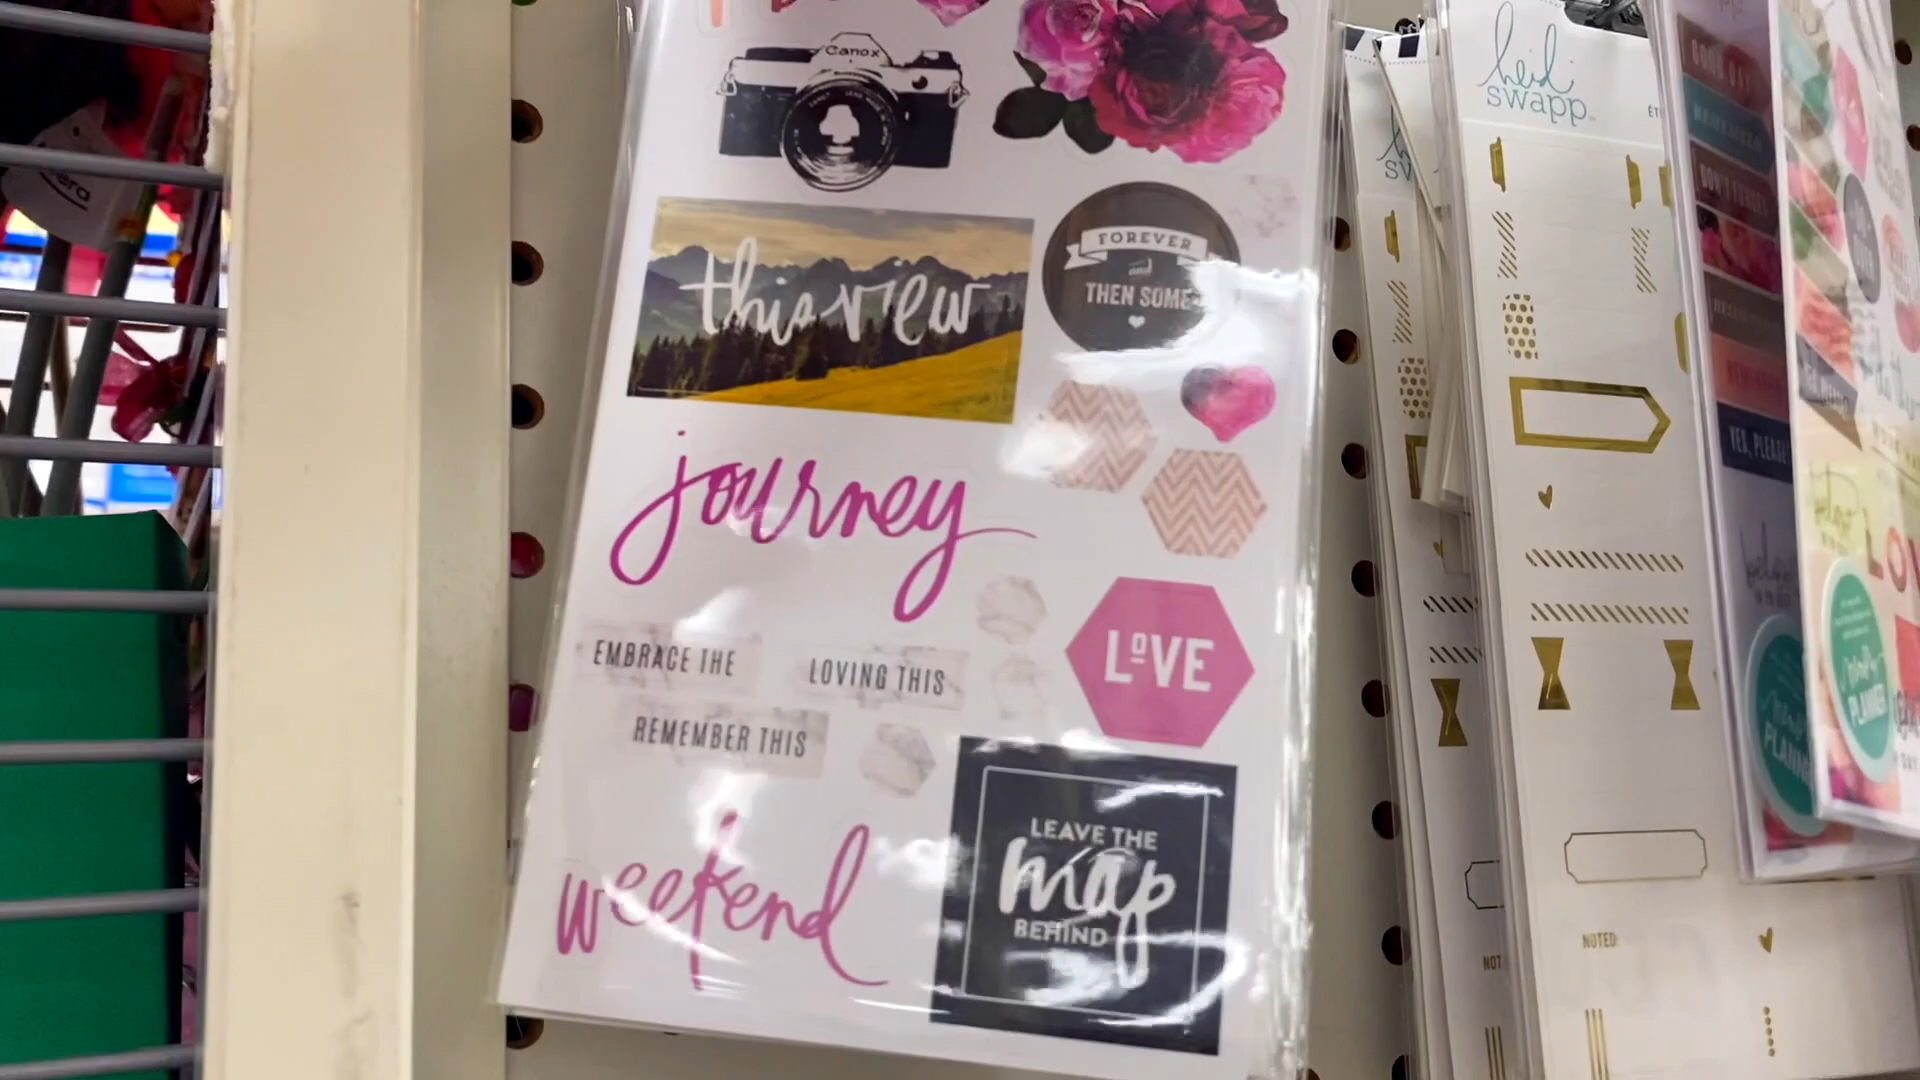 Canox
this view
FOREVER
and
THEN SOME
journey
EMBRACE THE
LOVING THIS
REMEMBER THIS
LOVE
weekend
LEAVE THE
map
BEHIND
heidi
swapp
NOTED:
NOT
YES, PLEASE
PLANNER